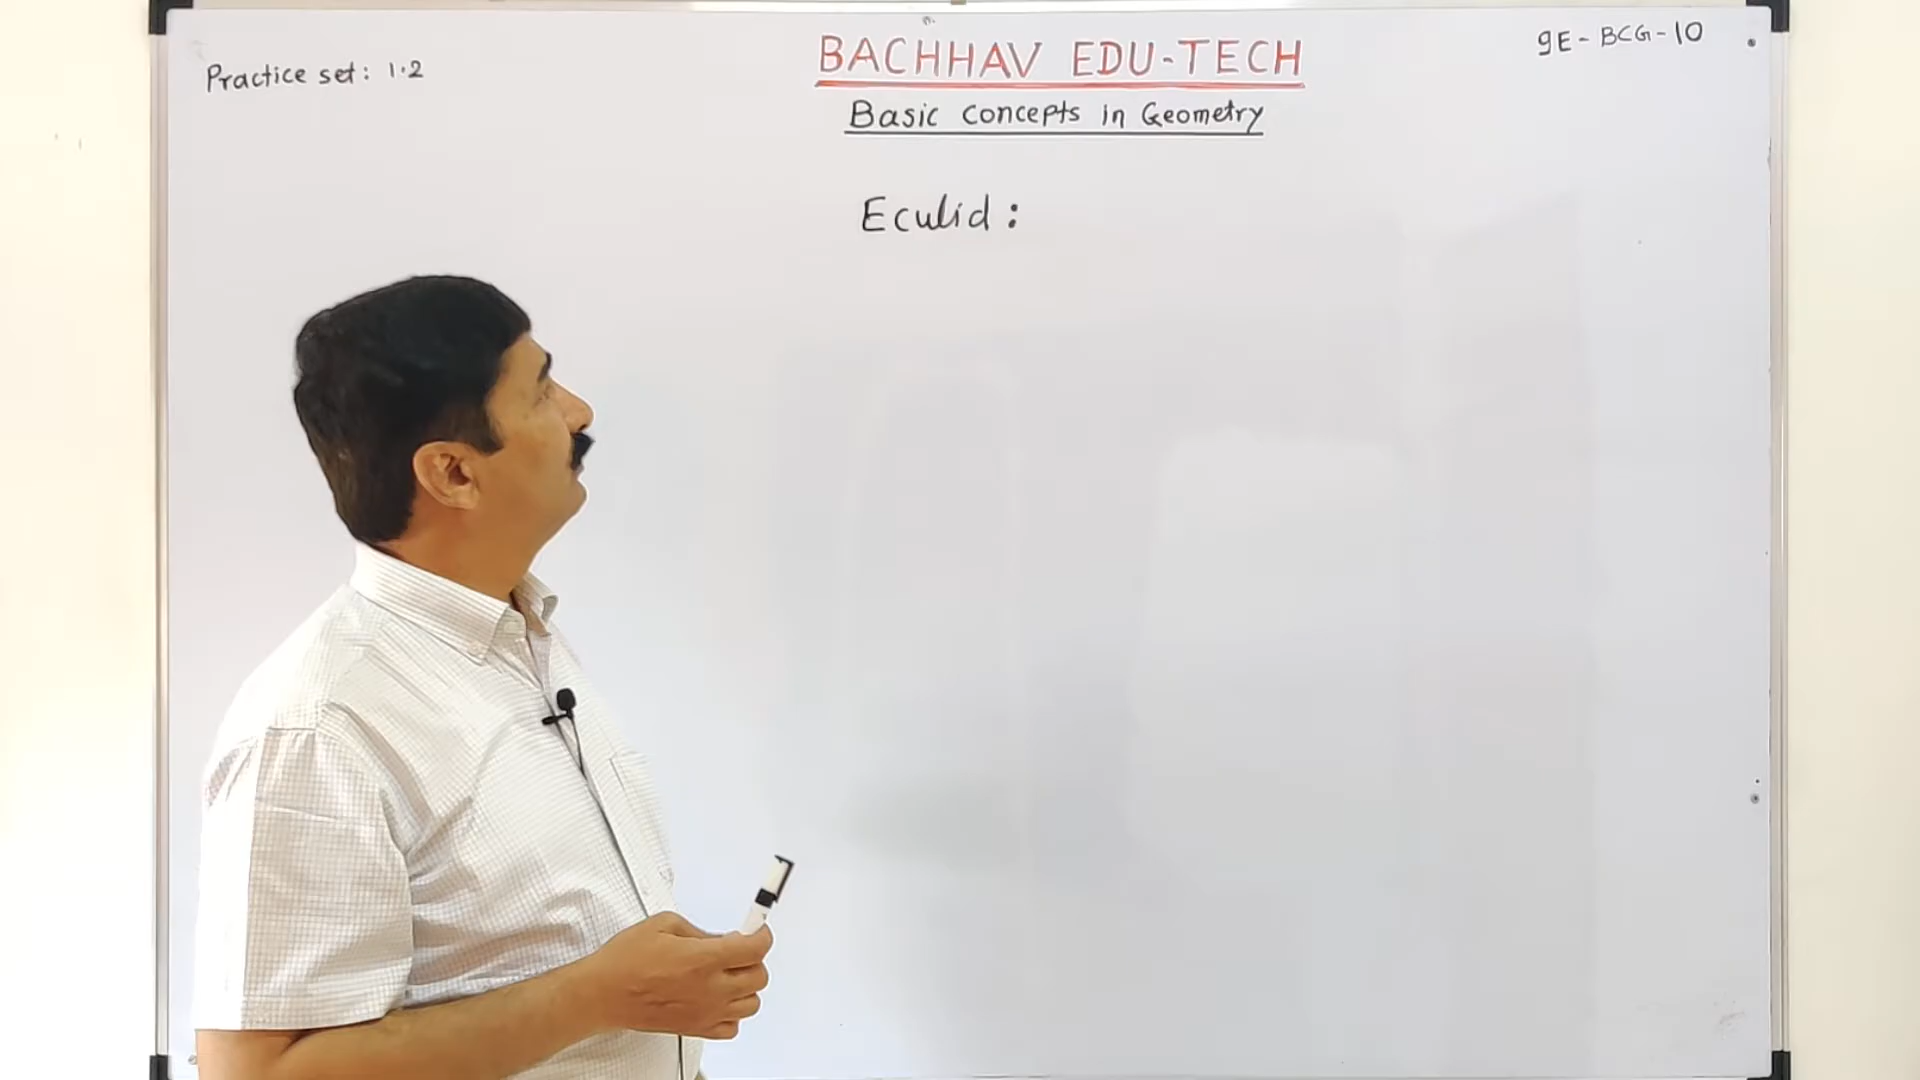 Practice set: 1.2
BACHHAV EDU-TECH
9E-BCG-10
Basic concepts in Geometry
Eculid: